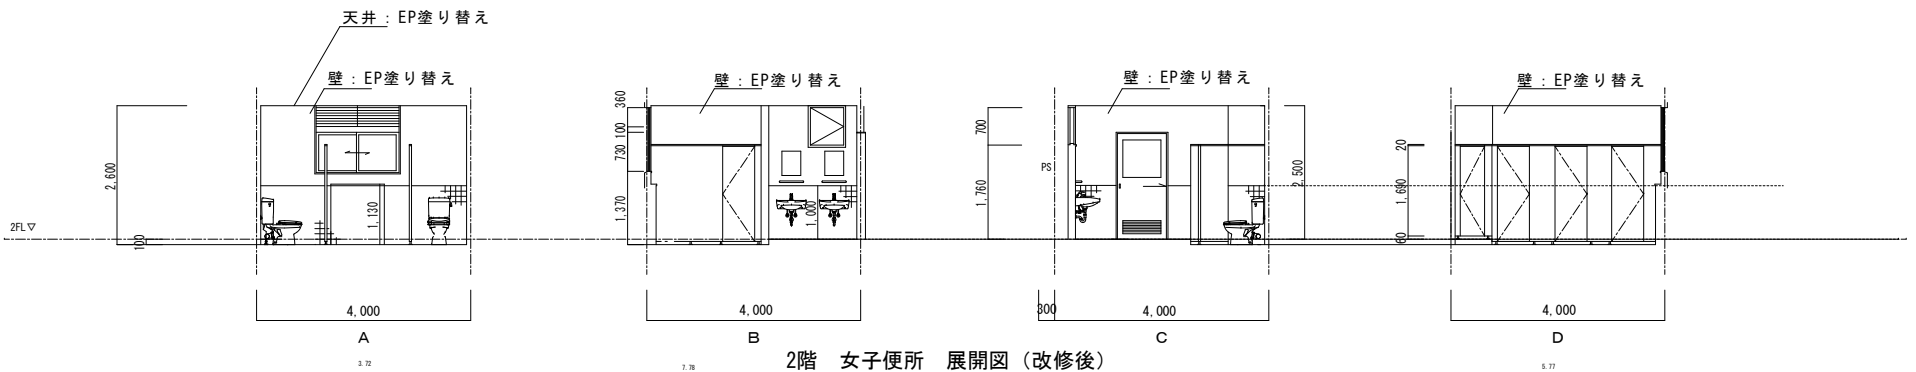 天井：EP塗り替え
壁：EP塗り替え
壁：EP塗り替え
壁：EP塗り替え
壁：EP塗り替え
2,600
100
1,130
2FL▽
360
100
730
1,370
1,000
700
1,760
PS
2,500
20
1,690
60
4,000
4,000
300
4,000
4,000
A
B
C
D
3.72
7.78
5.77
2階　女子便所　展開図（改修後）